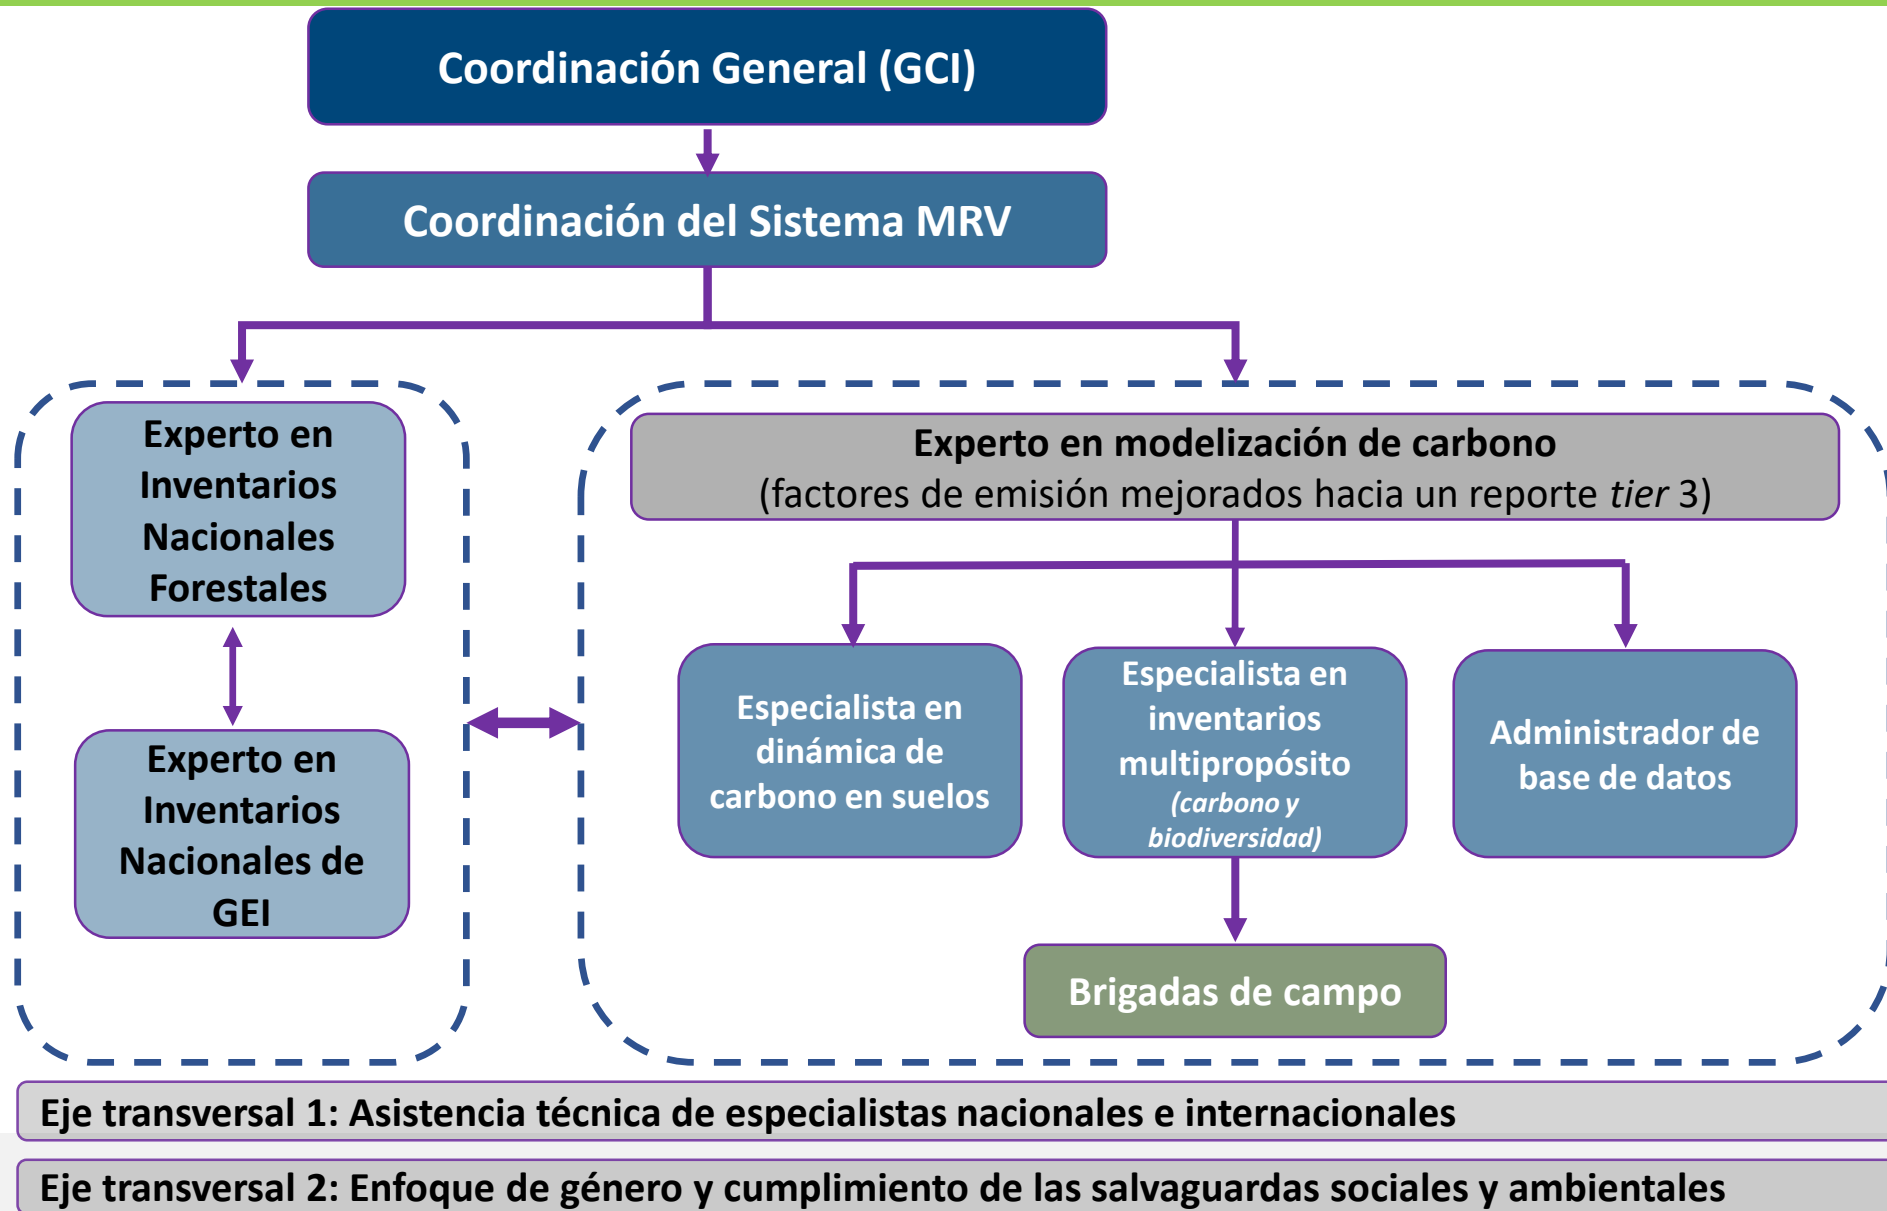 Coordinación General (GCI)
Coordinación del Sistema MRV
Experto en
Inventarios
Nacionales
Forestales
Experto en
Inventarios
Nacionales de
GEI
Experto en modelización de carbono
(factores de emisión mejorados hacia un reporte tier 3)
Especialista en
dinámica de
carbono en suelos
Especialista en
inventarios
multipropósito
(carbono y
biodiversidad)
Administrador de
base de datos
Brigadas de campo
Eje transversal 1: Asistencia técnica de especialistas nacionales e internacionales
Eje transversal 2: Enfoque de género y cumplimiento de las salvaguardas sociales y ambientales